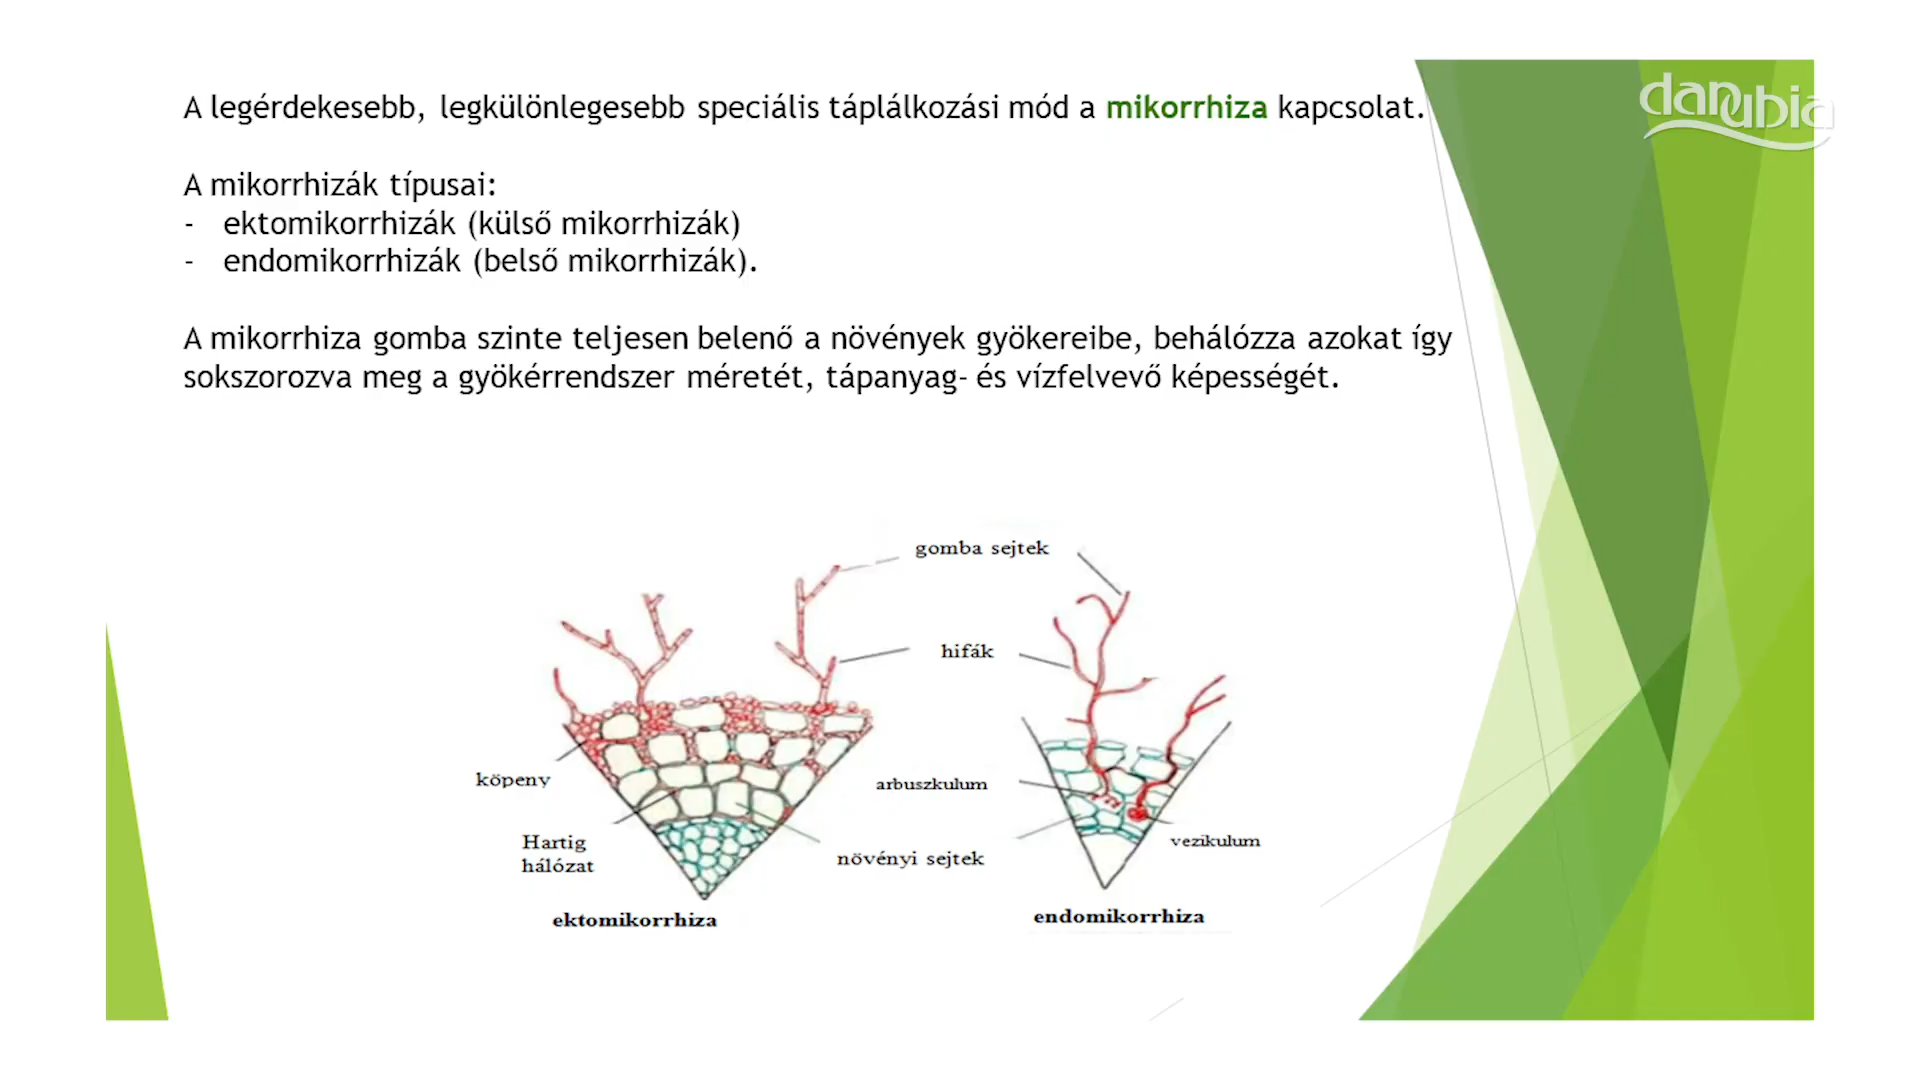 danubia
A legérdekesebb, legkülönlegesebb speciális táplálkozási mód a mikorrhiza kapcsolat.
A mikorrhizák típusai:
- ektomikorrhizák (külső mikorrhizák)
- endomikorrhizák (belső mikorrhizák).
A mikorrhiza gomba szinte teljesen belenő a növények gyökereibe, behálózza azokat így
sokszorozva meg a gyökérrendszer méretét, tápanyag- és vízfelvevő képességét.
gomba sejtek
hifák
köpeny
arbuszkulum
Hartig
hálózat
növényi sejtek
vezikulum
ektomikorrhiza
endomikorrhiza